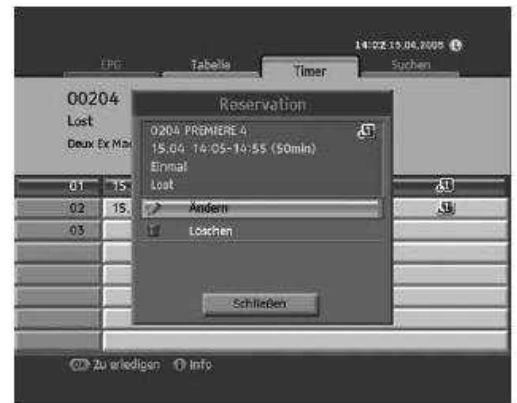 14:02 15.04.2005
EPG Tabelle Timer Suchen
00204
Lost
Deux Ex Mac
Reservation
0204 PREMIERE 4
15.04 14:05-14:55 (50min)
Einmal
Lost
01 15.
02 15.
03
Ändern
Löschen
Schließen
OK Zu erledigen Info